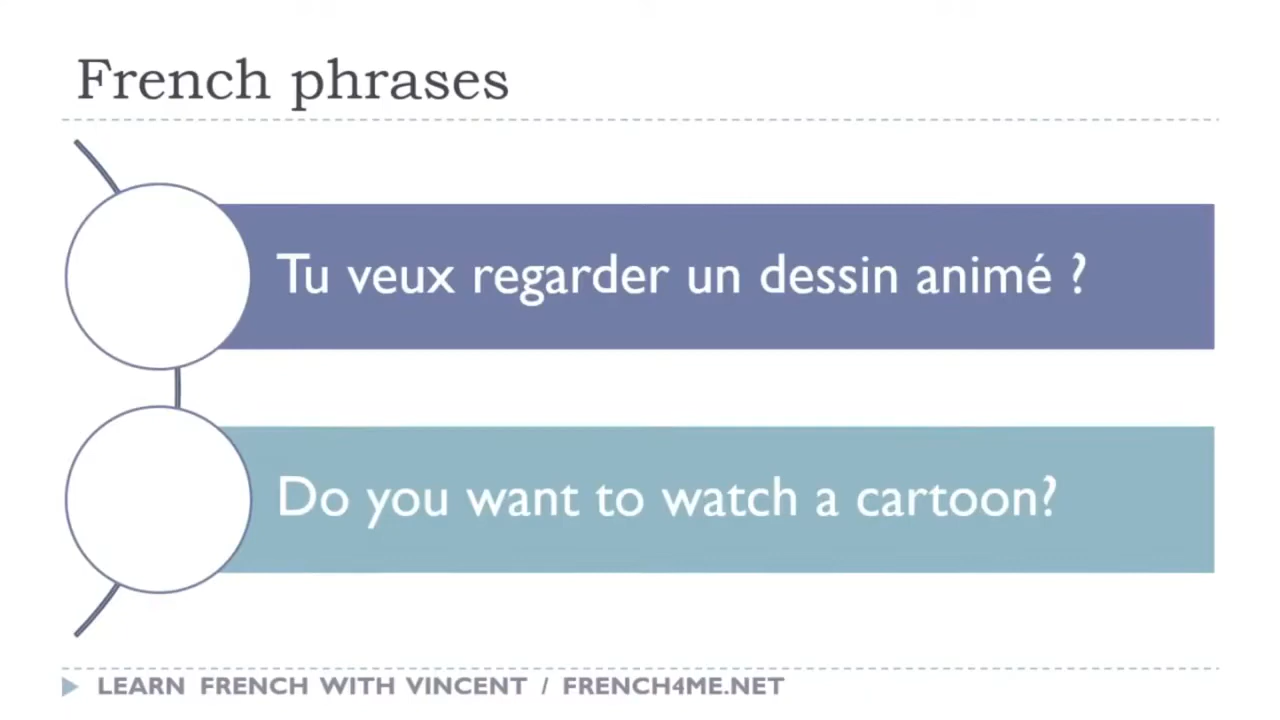 French phrases
Tu veux regarder un dessin animé ?
Do you want to watch a cartoon?
LEARN FRENCH WITH VINCENT / FRENCH4ME.NET